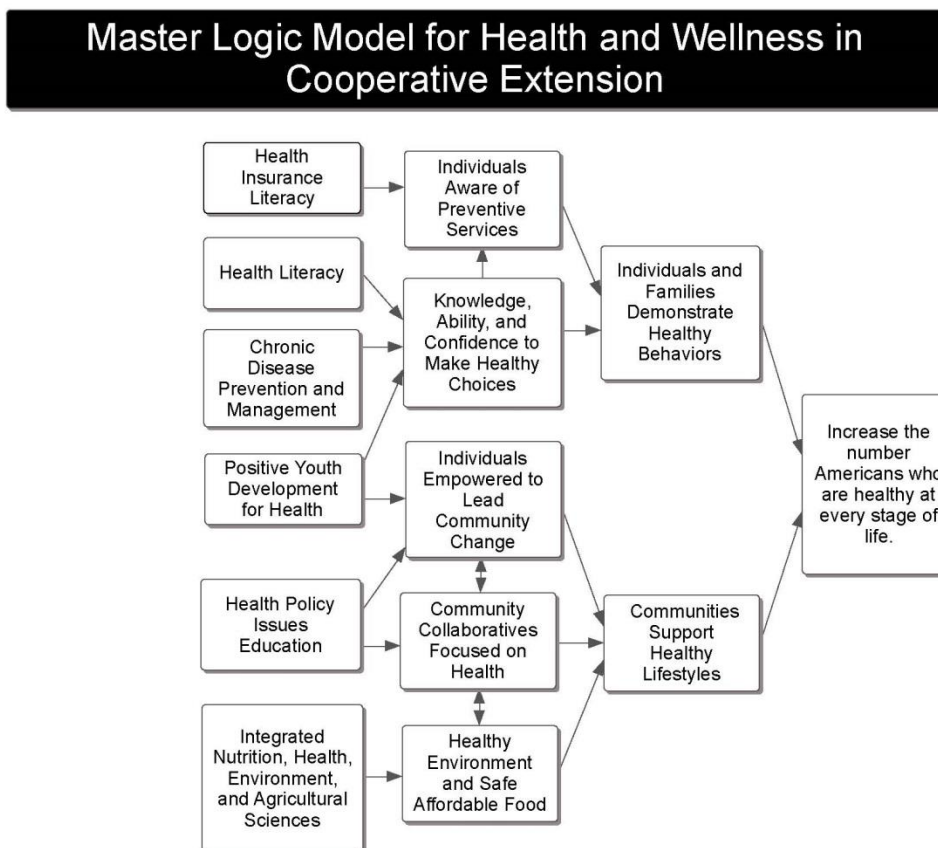 Master Logic Model for Health and Wellness in
Cooperative Extension
Health
Insurance
Literacy
Individuals
Aware of
Preventive
Services
Health Literacy
Knowledge,
Ability, and
Confidence to
Make Healthy
Choices
Individuals and
Families
Demonstrate
Healthy
Behaviors
Chronic
Disease
Prevention and
Management
Positive Youth
Development
for Health
Individuals
Empowered to
Lead
Community
Change
Increase the
number
Americans who
are healthy at
every stage of
life.
Health Policy
Issues
Education
Community
Collaboratives
Focused on
Health
Communities
Support
Healthy
Lifestyles
Integrated
Nutrition, Health,
Environment,
and Agricultural
Sciences
Healthy
Environment
and Safe
Affordable Food